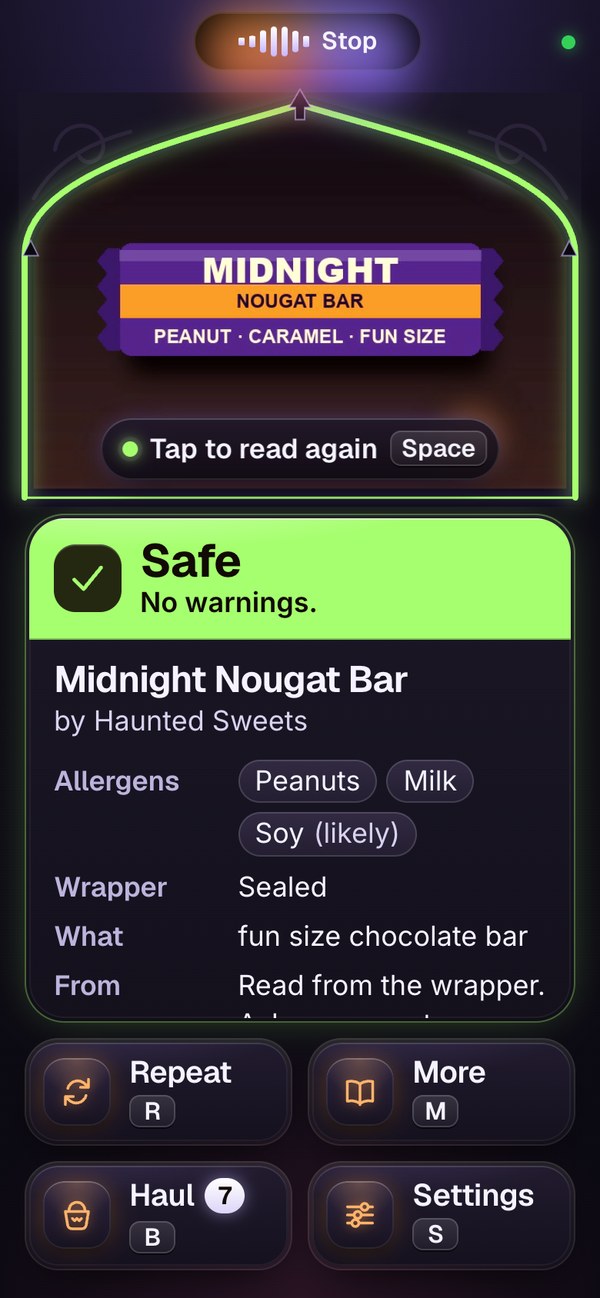 Stop
MIDNIGHT
NOUGAT BAR
PEANUT · CARAMEL · FUN SIZE
Tap to read again Space
Safe
No warnings.
Midnight Nougat Bar
by Haunted Sweets
Allergens Peanuts Milk
Soy (likely)
Wrapper Sealed
What fun size chocolate bar
From Read from the wrapper.
Repeat
R
More
M
Haul 7
B
Settings
S